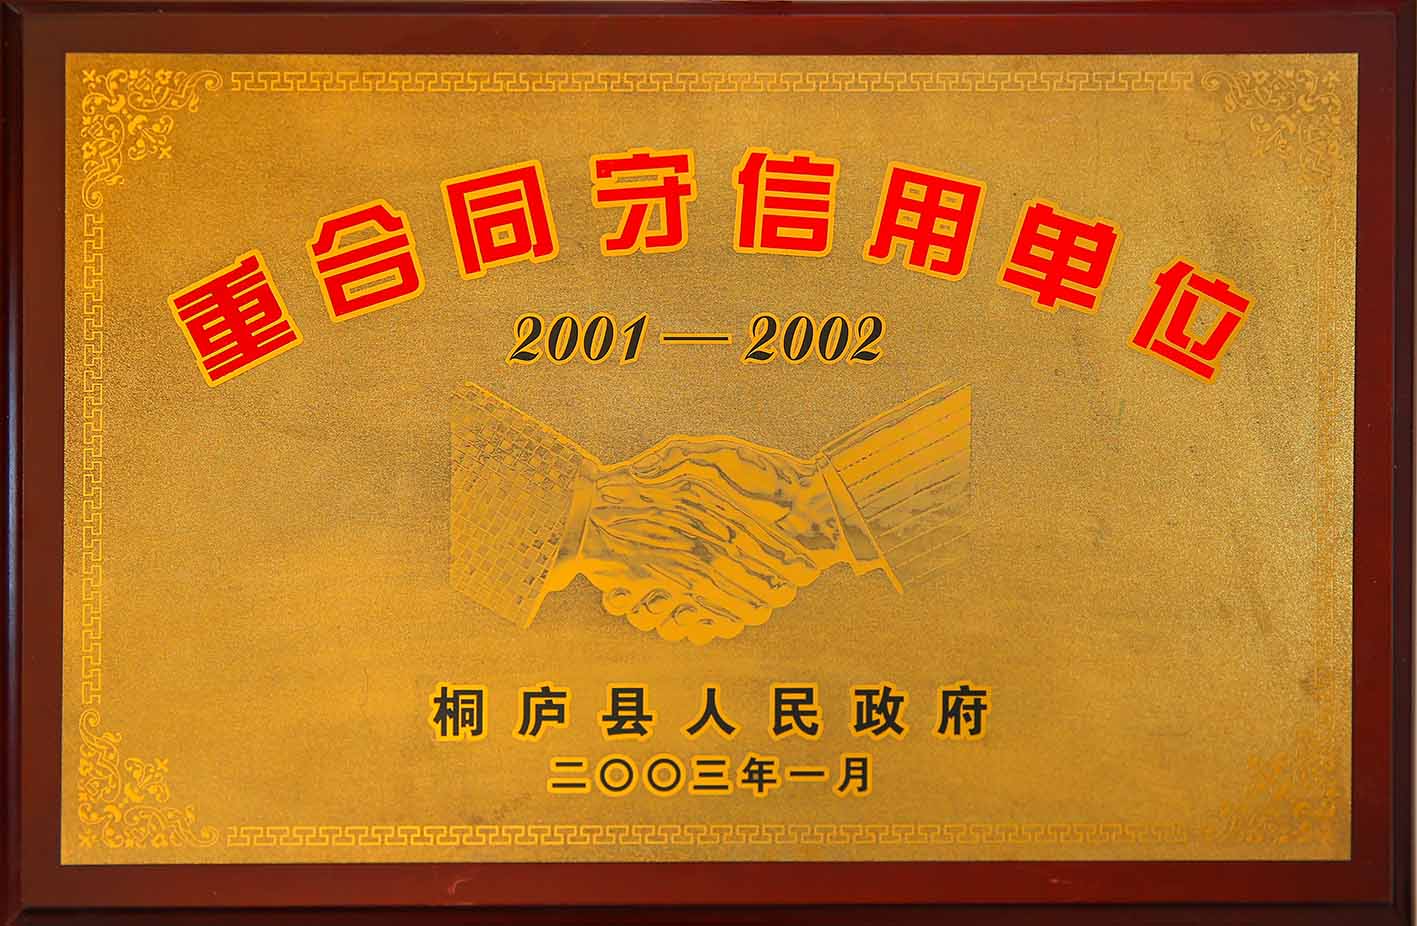 重合同守信用单位
2001—2002
桐庐县人民政府
二〇〇三年一月